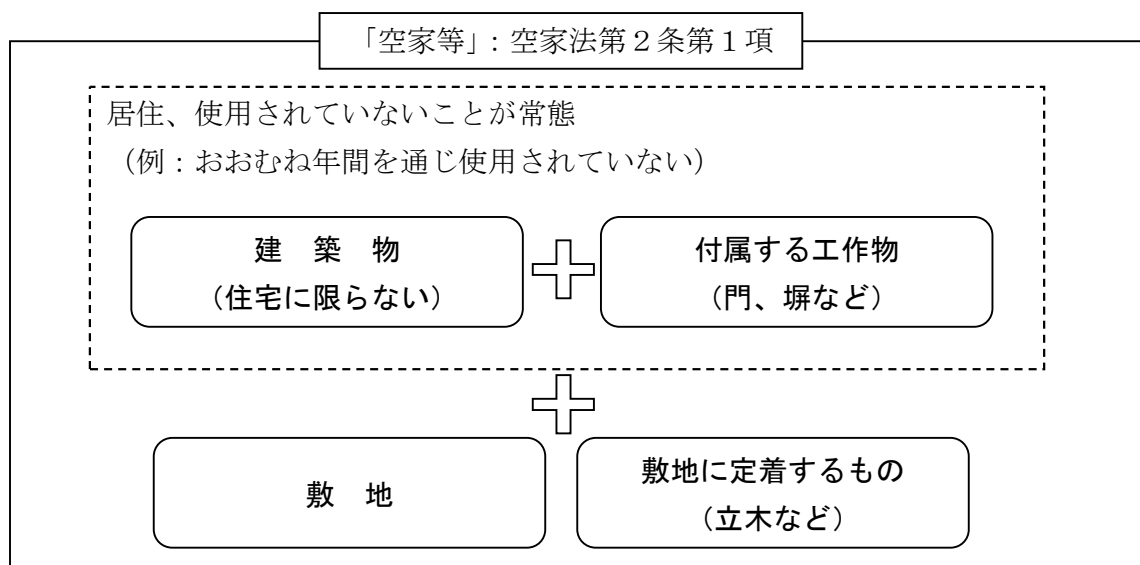 「空家等」：空家法第２条第１項
居住、使用されていないことが常態
（例：おおむね年間を通じ使用されていない）
建　築　物
（住宅に限らない）
付属する工作物
（門、塀など）
敷　地
敷地に定着するもの
（立木など）